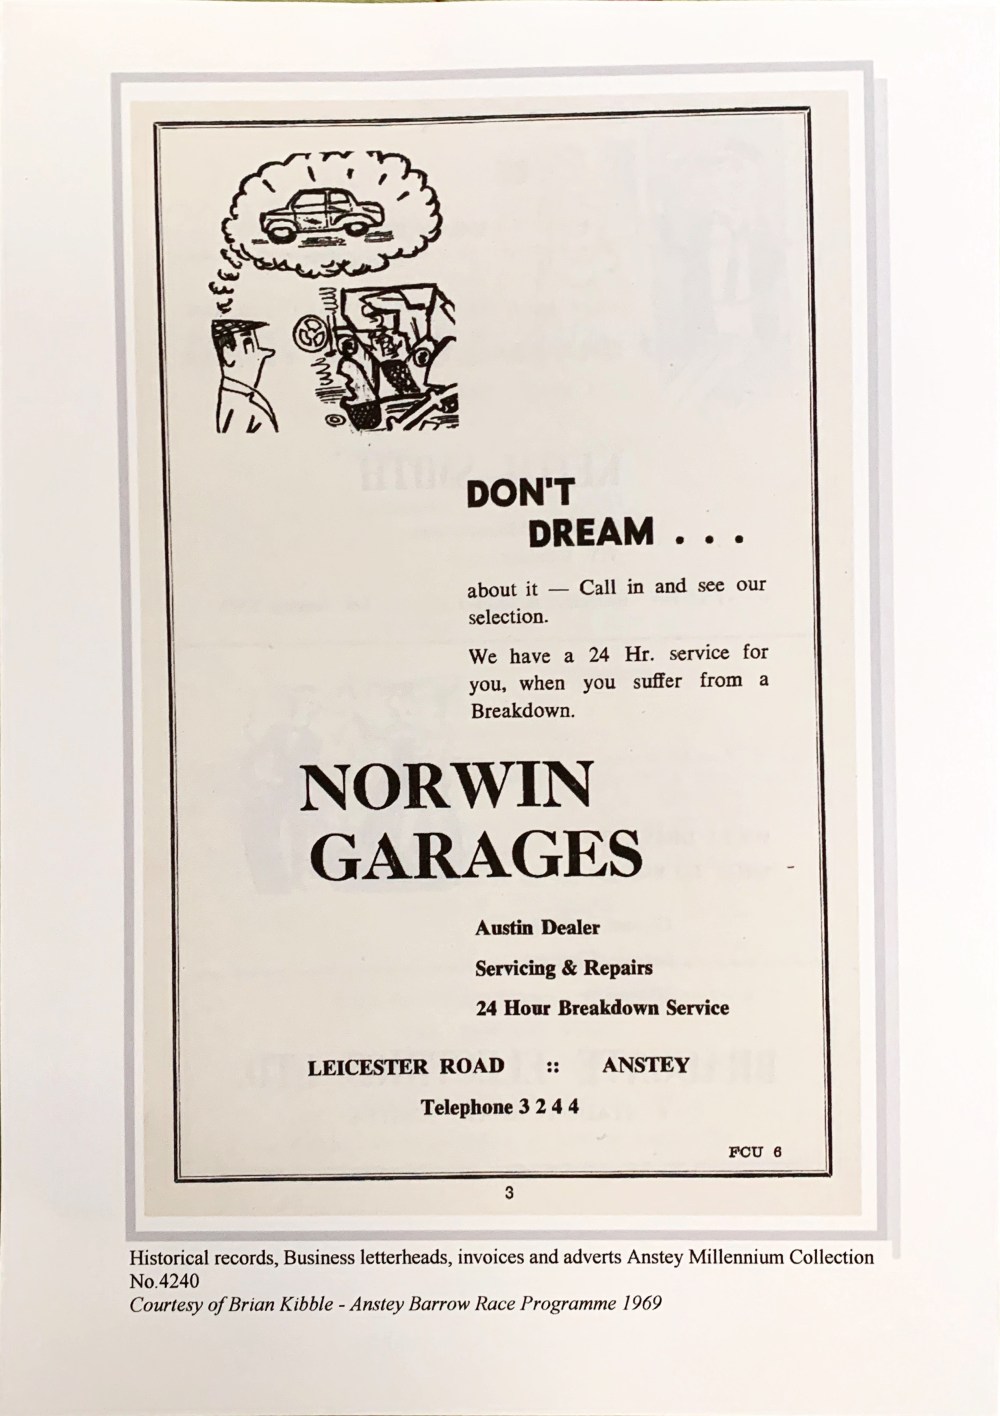 DON'T
DREAM . . .
about it — Call in and see our
selection.
We have a 24 Hr. service for
you, when you suffer from a
Breakdown.
NORWIN
GARAGES
Austin Dealer
Servicing & Repairs
24 Hour Breakdown Service
LEICESTER ROAD :: ANSTEY
Telephone 3 2 4 4
FCU 6
3
Historical records, Business letterheads, invoices and adverts Anstey Millennium Collection
No.4240
Courtesy of Brian Kibble - Anstey Barrow Race Programme 1969